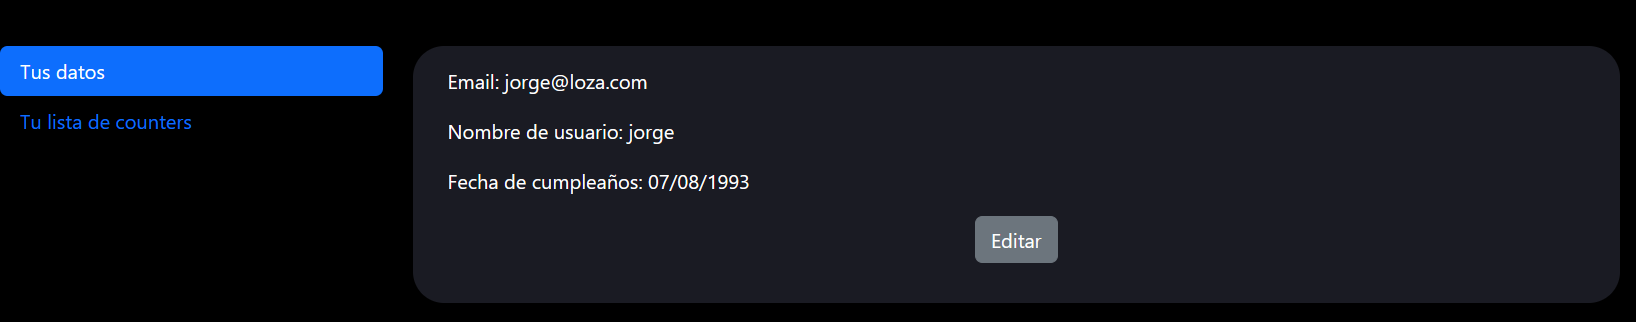 Tus datos
Tu lista de counters
Email: jorge@loza.com
Nombre de usuario: jorge
Fecha de cumpleaños: 07/08/1993
Editar